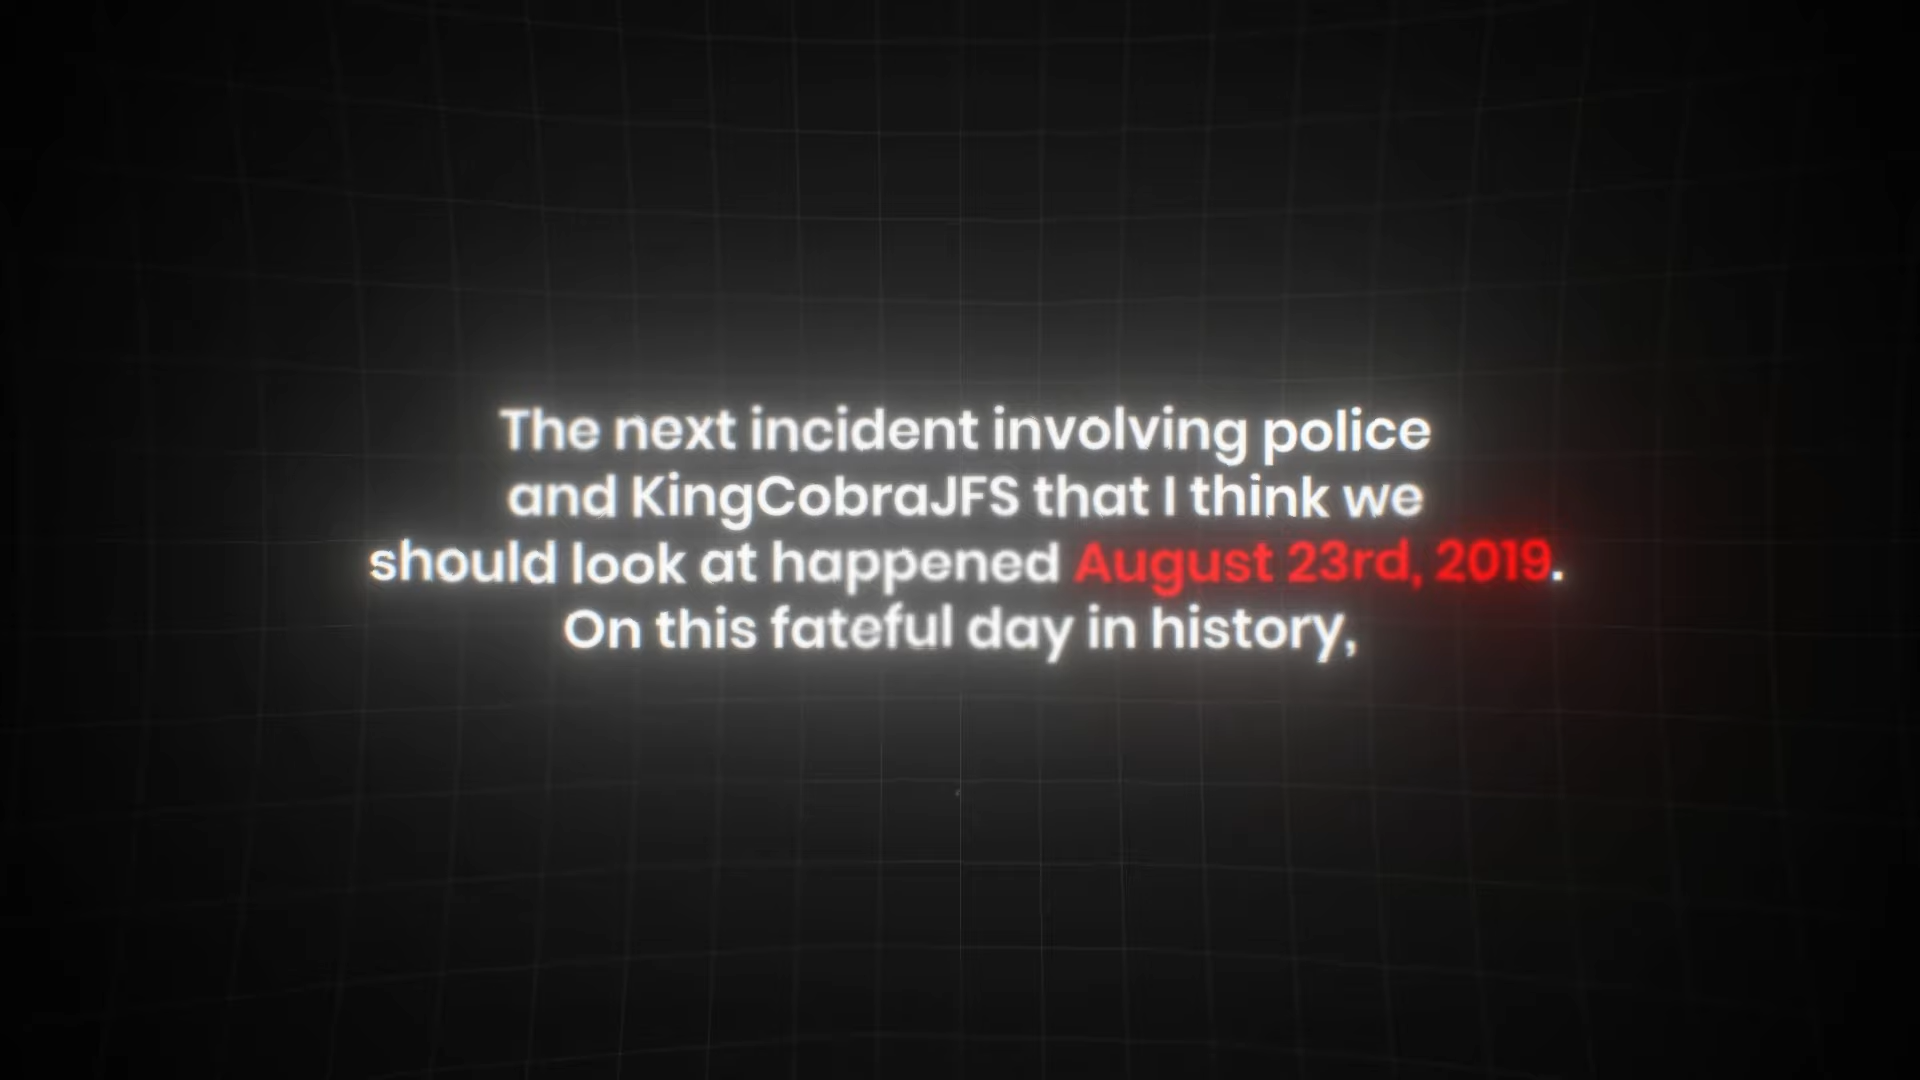 The next incident involving police
and KingCobraJFS that I think we
should look at happened August 23rd, 2019.
On this fateful day in history,